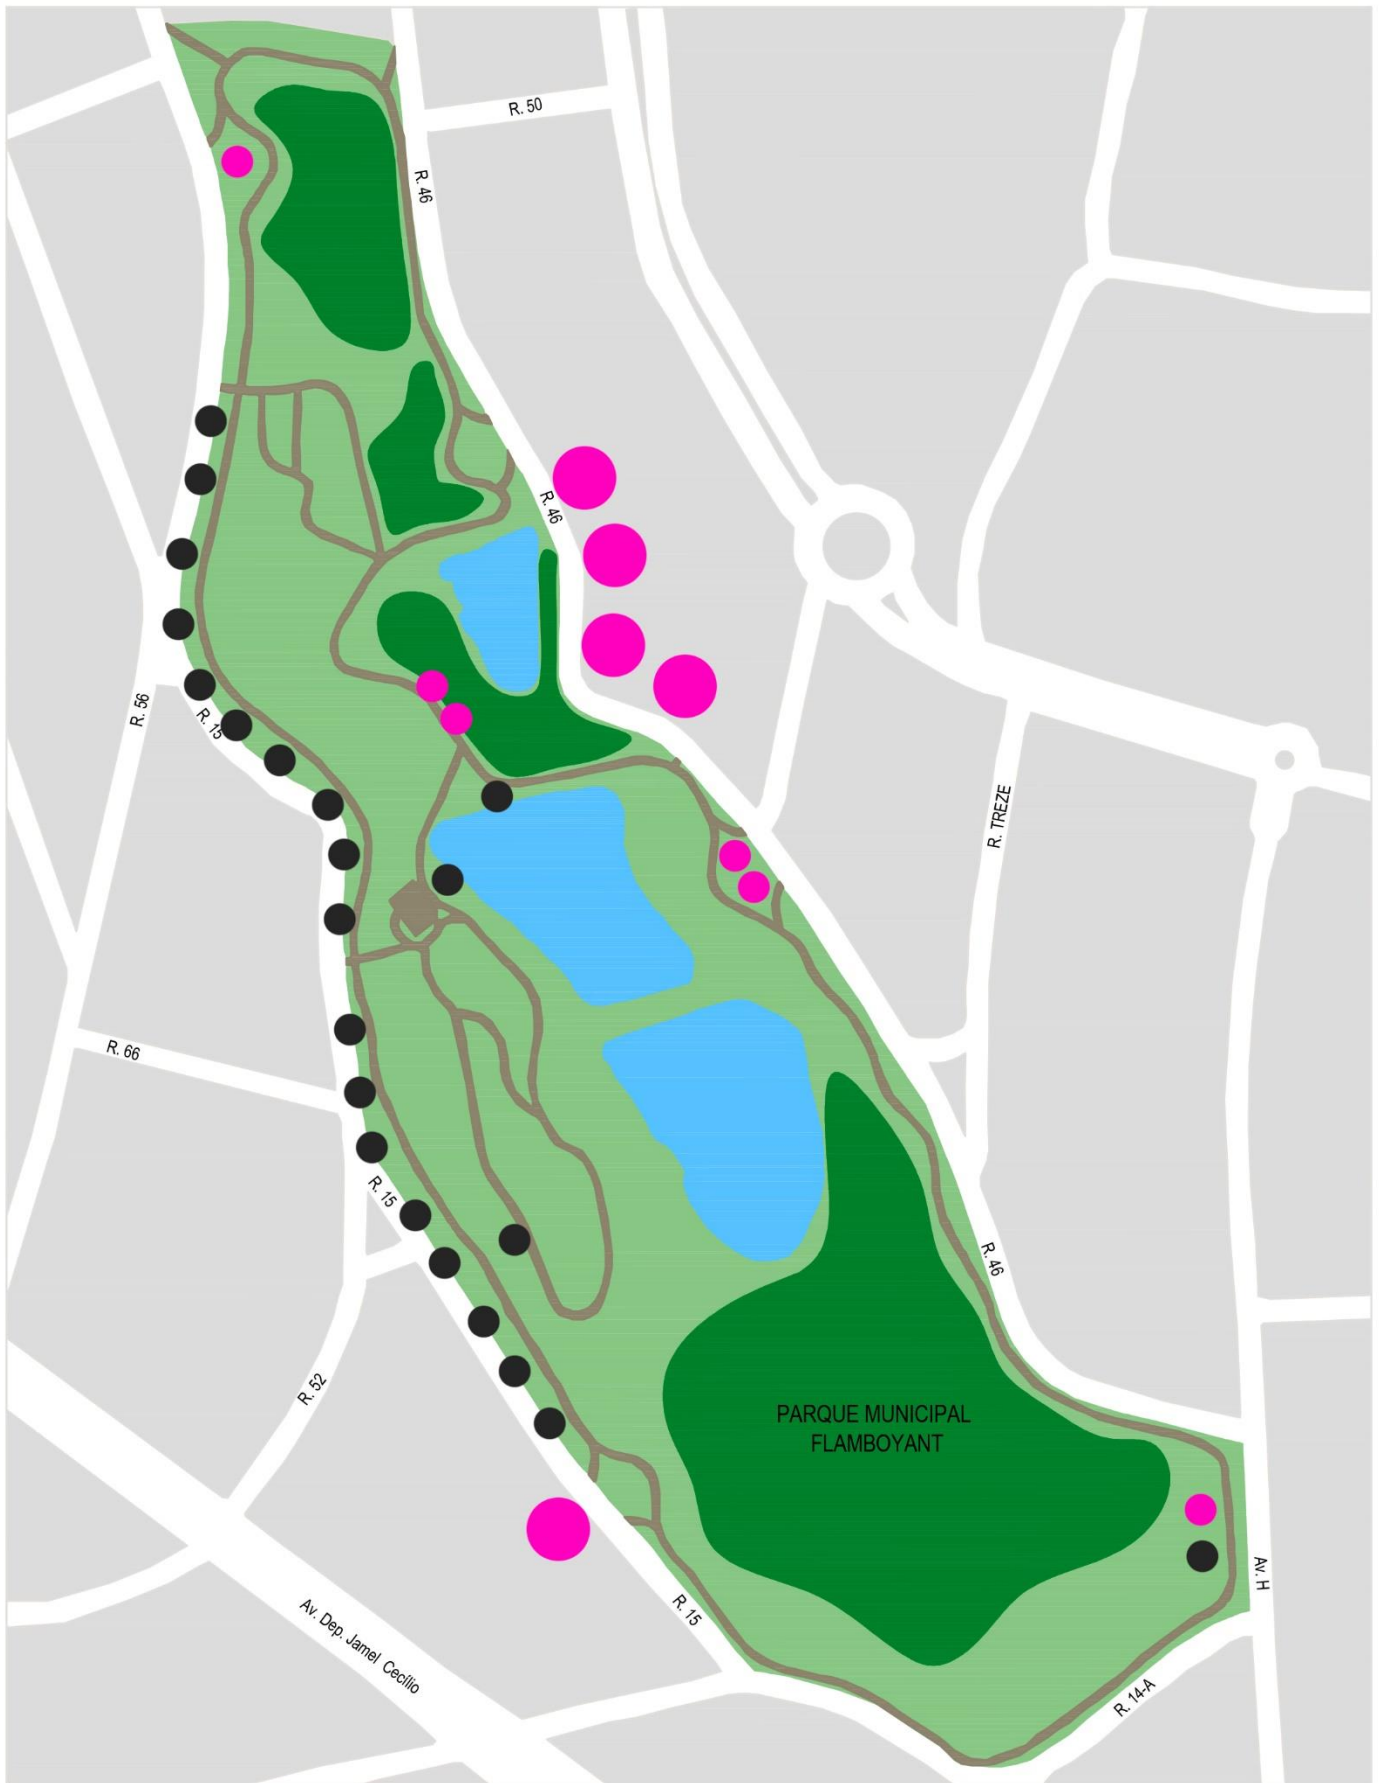 R. 50
R. 46
R. 46
R. 56
R. 15
R. TREZE
R. 66
R. 15
R. 46
R. 52
PARQUE MUNICIPAL
FLAMBOYANT
Av. H
R. 15
Av. Dep. Jamel Cecílio
R. 14-A